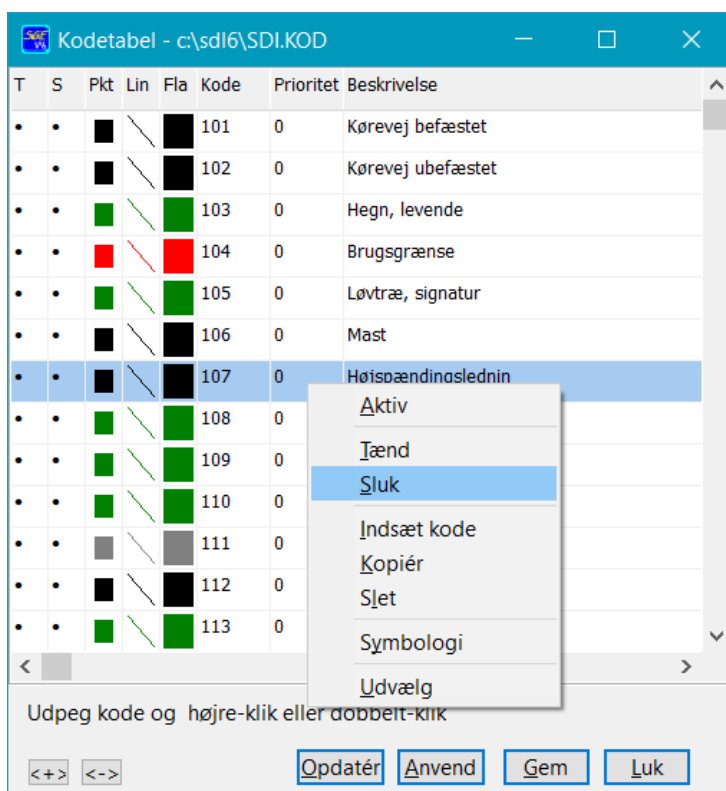 Kodetabel - c:\sdl6\SDI.KOD
T S Pkt Lin Fla Kode Prioritet Beskrivelse
101 0 Kørevej befæstet
102 0 Kørevej ubefæstet
103 0 Hegn, levende
104 0 Brugsgrænse
105 0 Løvtræ, signatur
106 0 Mast
107 0 Højspændingslednin
108 0
109 0
110 0
111 0
112 0
113 0
Aktiv
Tænd
Sluk
Indsæt kode
Kopiér
Slet
Symbologi
Udvælg
Udpeg kode og højre-klik eller dobbelt-klik
<+> <-> Opdatér Anvend Gem Luk